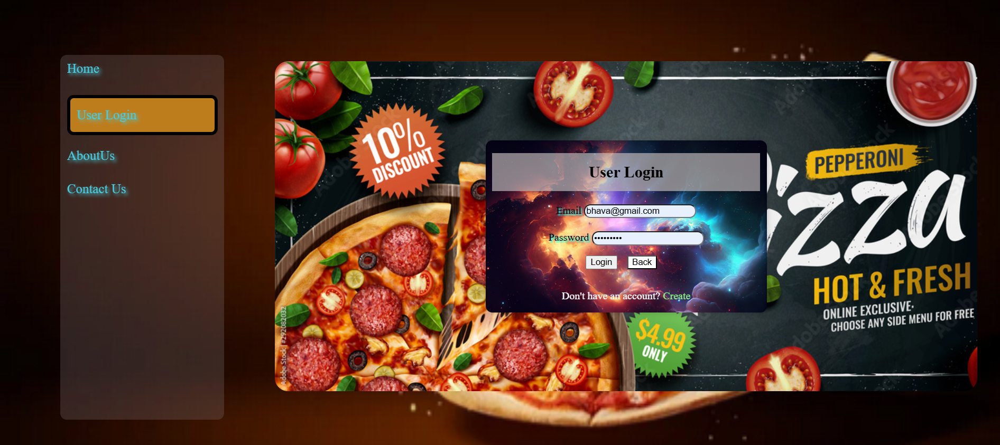 Home
User Login
AboutUs
Contact Us
10%
DISCOUNT
User Login
Email bhava@gmail.com
Password •••••••••
Login Back
Don't have an account? Create
PEPPERONI
izza
HOT & FRESH
ONLINE EXCLUSIVE.
CHOOSE ANY SIDE MENU FOR FREE
$4.99
ONLY
Adobe Stock | #292082032